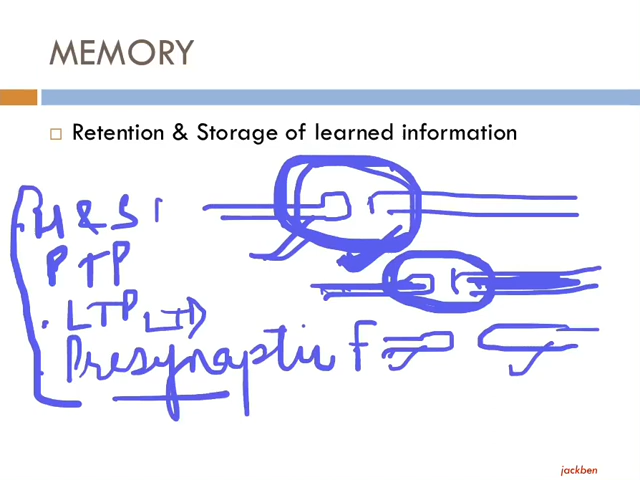 MEMORY
Retention & Storage of learned information
H & S
PTP
LTP LTD
Presynaptic F
jackben